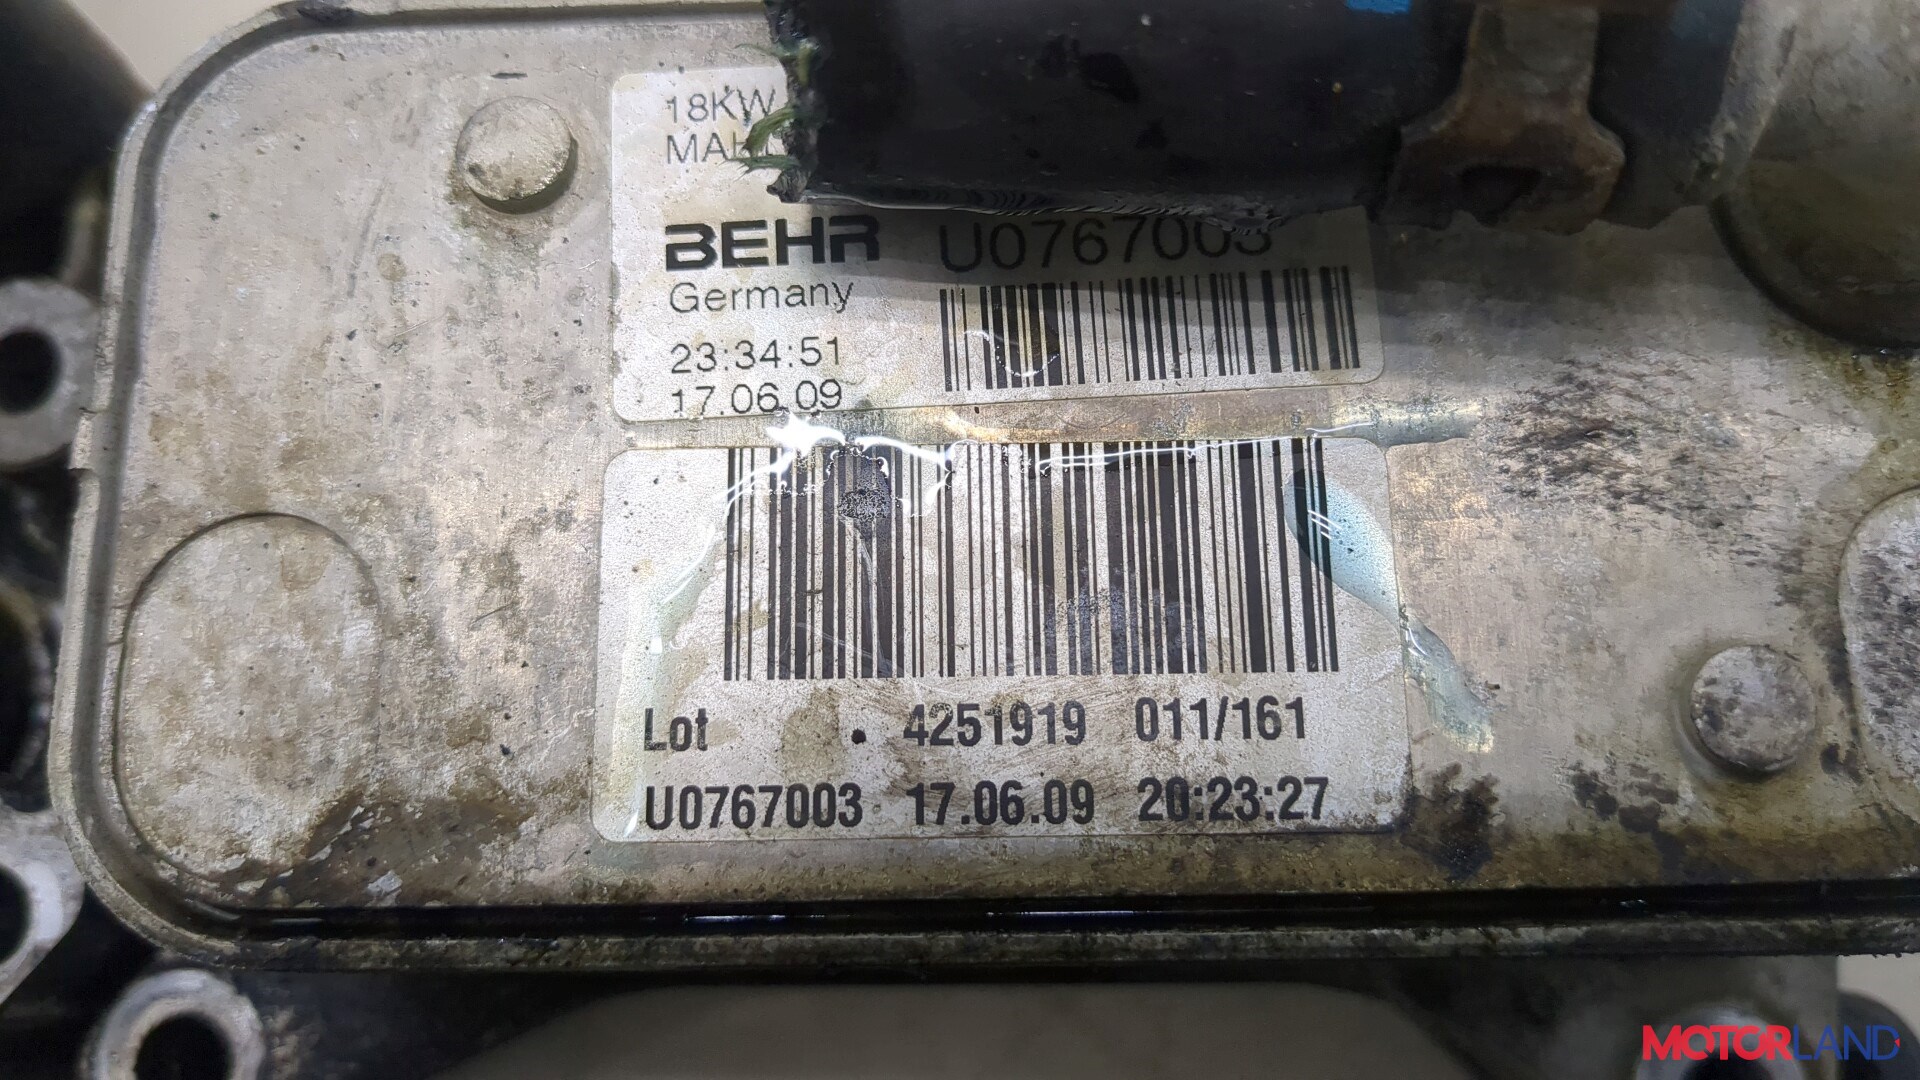 18KW
BEHR U0767003
Germany
23:34:51
17.06.09
Lot 4251919 011/161
U0767003 17.06.09 20:23:27
MOTORLAND